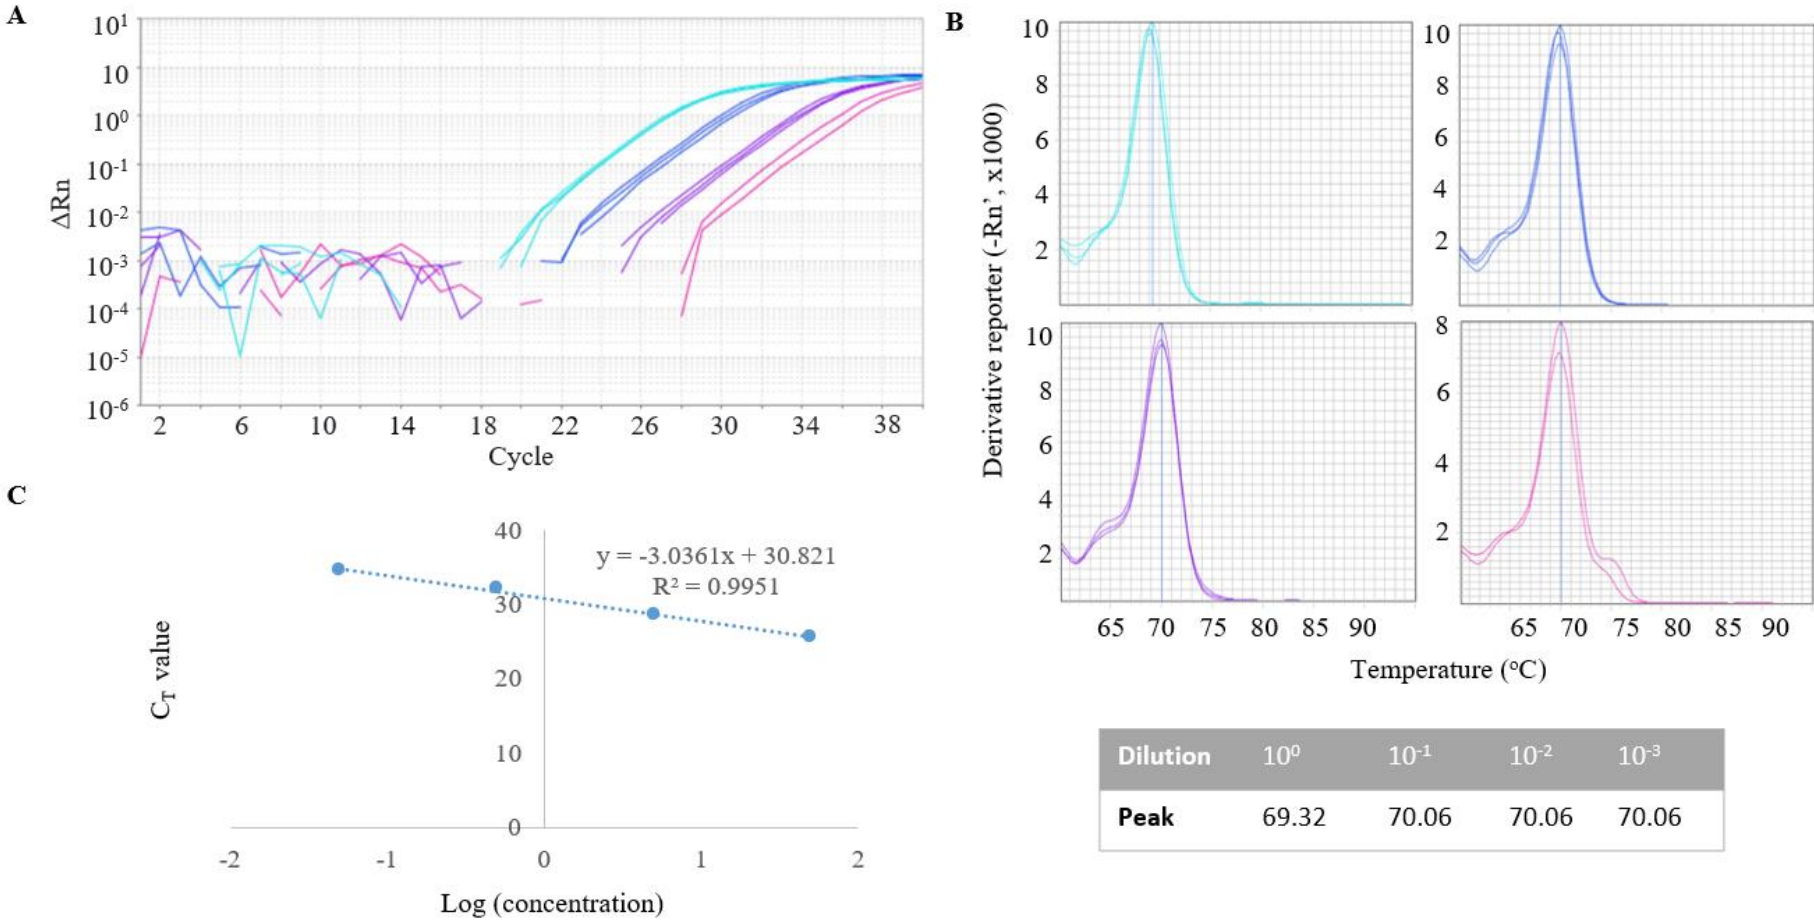 A
10¹
10
10⁰
10⁻¹
10⁻²
10⁻³
10⁻⁴
10⁻⁵
10⁻⁶
ΔRn
2 6 10 14 18 22 26 30 34 38
Cycle
B
10
8
6
4
2
10
8
6
4
2
10
8
6
4
2
8
6
4
2
Derivative reporter (-Rn’, x1000)
65 70 75 80 85 90
65 70 75 80 85 90
Temperature (°C)
C
40
30
20
10
0
y = -3.0361x + 30.821
R² = 0.9951
C_T value
-2 -1 0 1 2
Log (concentration)
Dilution 10⁰ 10⁻¹ 10⁻² 10⁻³
Peak 69.32 70.06 70.06 70.06